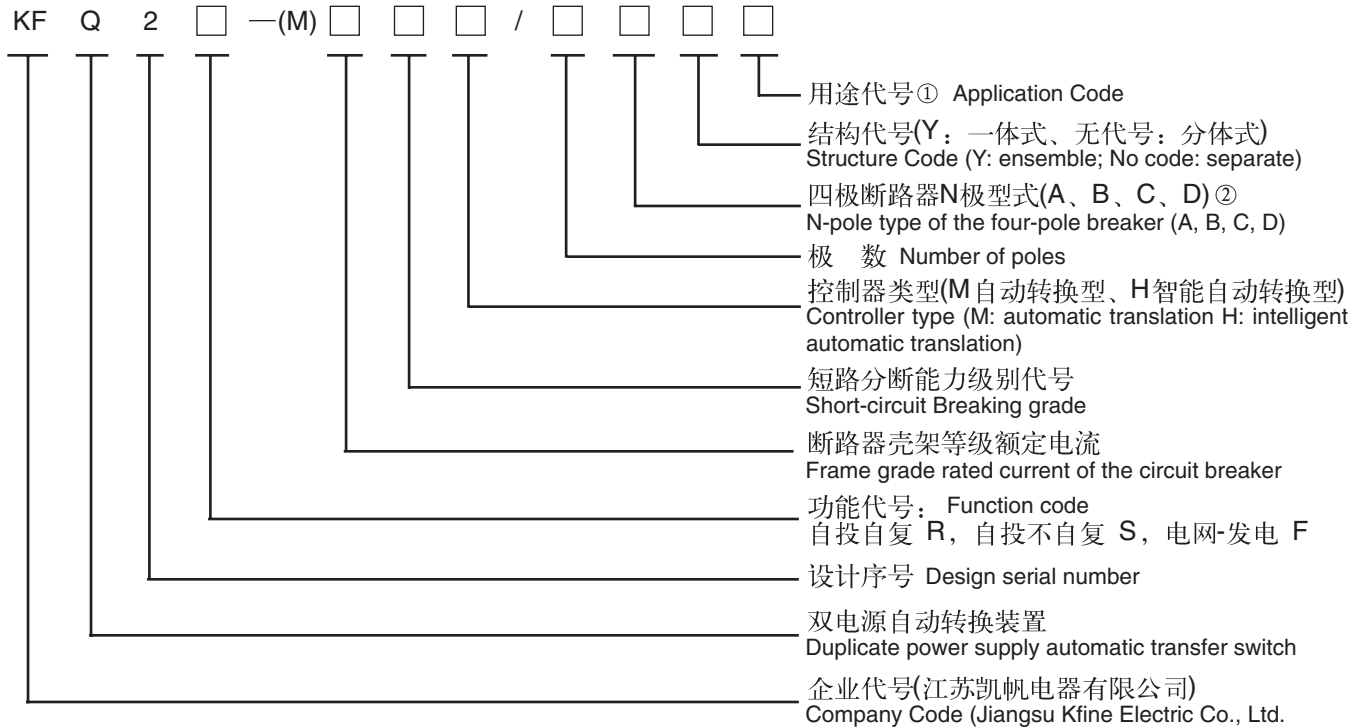 KF Q 2 □ —(M) □ □ □ / □ □ □ □
用途代号① Application Code
结构代号(Y：一体式、无代号：分体式)
Structure Code (Y: ensemble; No code: separate)
四极断路器N极型式(A、B、C、D)②
N-pole type of the four-pole breaker (A, B, C, D)
极 数 Number of poles
控制器类型(M自动转换型、H智能自动转换型)
Controller type (M: automatic translation H: intelligent
automatic translation)
短路分断能力级别代号
Short-circuit Breaking grade
断路器壳架等级额定电流
Frame grade rated current of the circuit breaker
功能代号： Function code
自投自复 R，自投不自复 S，电网-发电 F
设计序号 Design serial number
双电源自动转换装置
Duplicate power supply automatic transfer switch
企业代号(江苏凯帆电器有限公司)
Company Code (Jiangsu Kfine Electric Co., Ltd.